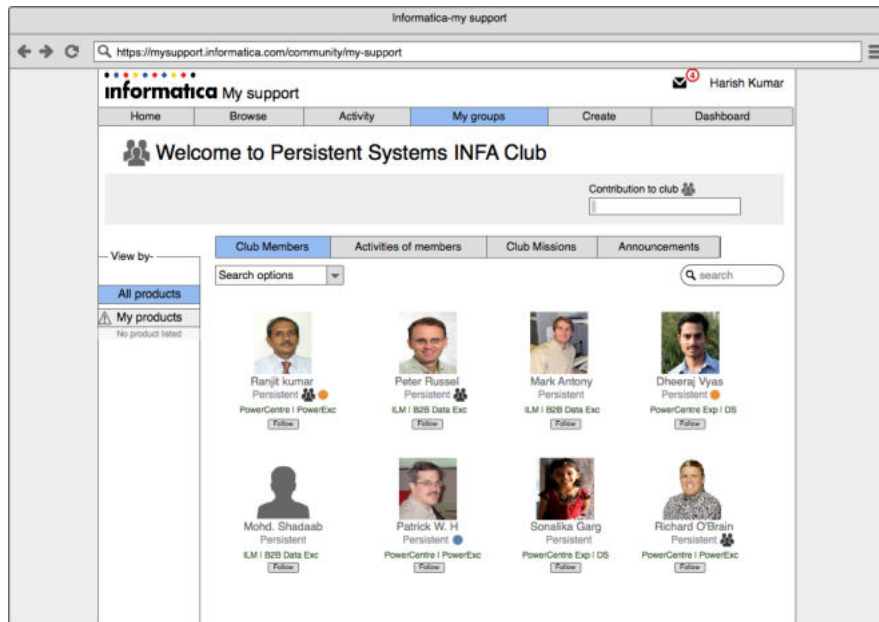 Informatica-my support
https://mysupport.informatica.com/community/my-support
informatica My support
4
Harish Kumar
Home Browse Activity My groups Create Dashboard
Welcome to Persistent Systems INFA Club
Contribution to club
View by-
Club Members Activities of members Club Missions Announcements
Search options
search
All products
My products
No product listed
Ranjit kumar Peter Russel Mark Antony Dheeraj Vyas
Persistent Persistent Persistent Persistent
PowerCentre I PowerExc ILM I B2B Data Exc ILM I B2B Data Exc PowerCentre Exp I DS
Follow Follow Follow Follow
Mohd. Shadaab Patrick W. H Sonalika Garg Richard O'Brain
Persistent Persistent Persistent Persistent
ILM I B2B Data Exc PowerCentre I PowerExc PowerCentre Exp I DS PowerCentre I PowerExc
Follow Follow Follow Follow